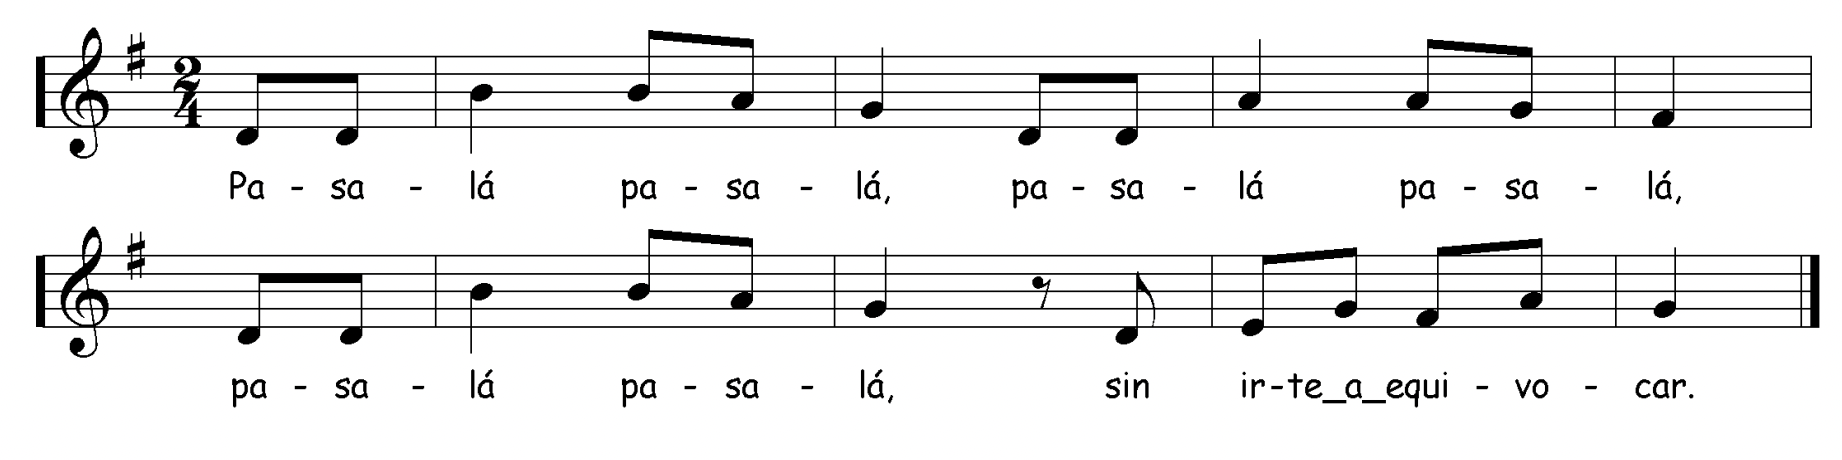 2
4
Pa - sa - lá pa - sa - lá, pa - sa - lá pa - sa - lá,
pa - sa - lá pa - sa - lá, sin ir-te_a_equi - vo - car.